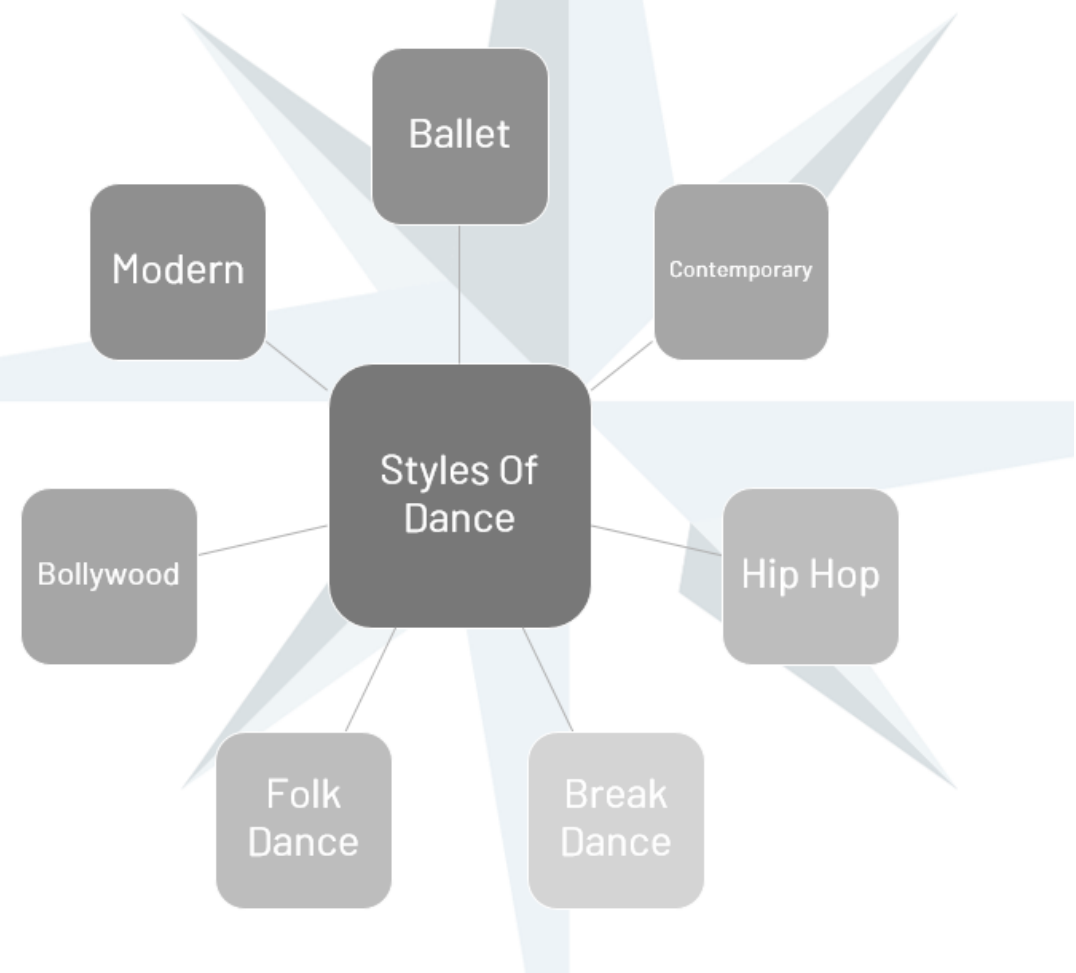 Ballet
Modern
Contemporary
Styles Of
Dance
Bollywood
Hip Hop
Folk
Dance
Break
Dance